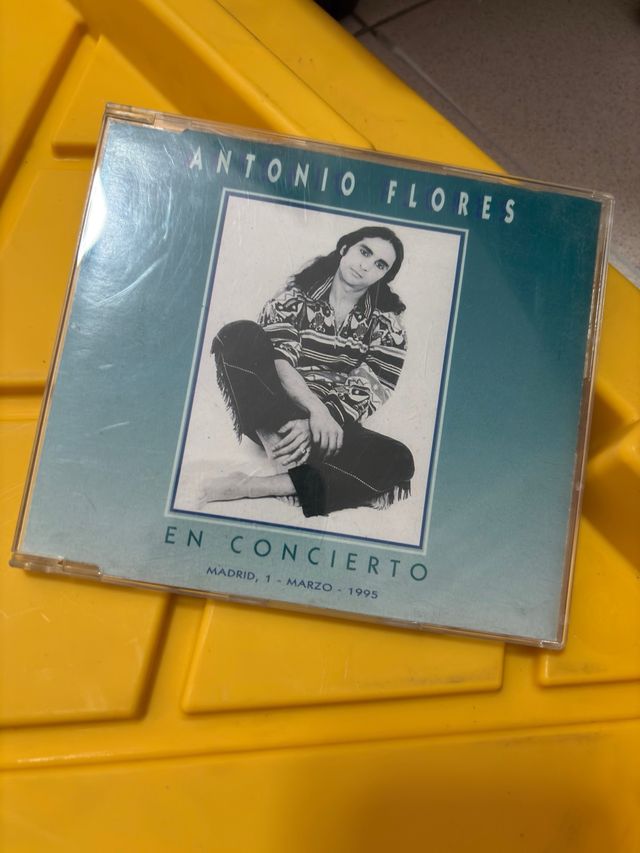 ANTONIO FLORES
EN CONCIERTO
MADRID, 1 - MARZO - 1995